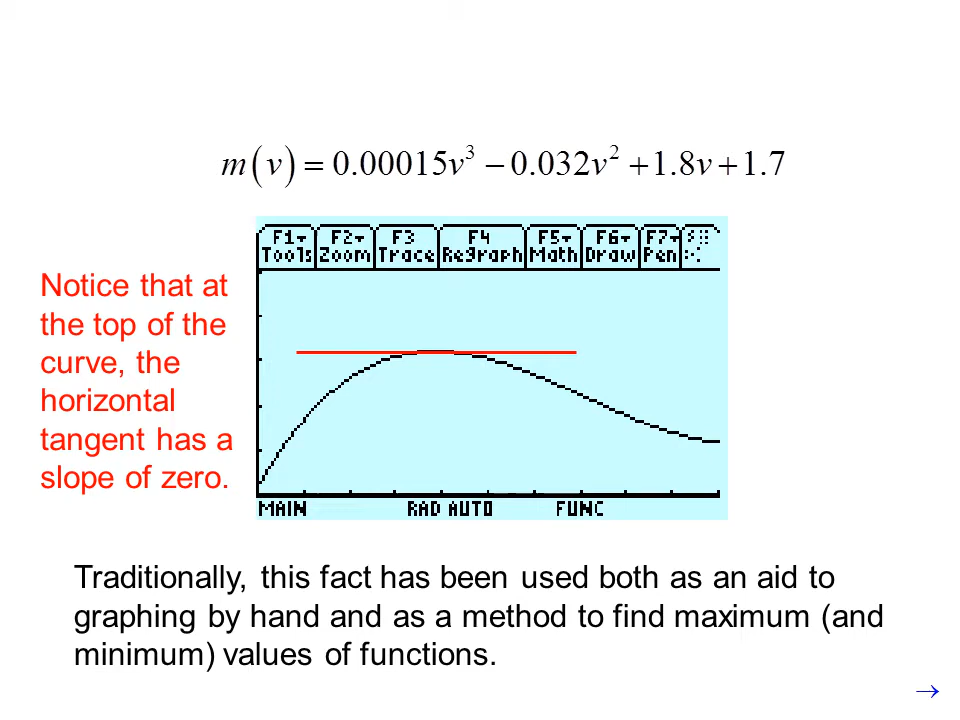 m(v) = 0.00015v³ − 0.032v² + 1.8v + 1.7
F1▾ F2▾ F3 F4 F5▾ F6▾ F7▾
Tools Zoom Trace ReGraph Math Draw Pen
Notice that at
the top of the
curve, the
horizontal
tangent has a
slope of zero.
MAIN RAD AUTO FUNC
Traditionally, this fact has been used both as an aid to
graphing by hand and as a method to find maximum (and
minimum) values of functions.
→